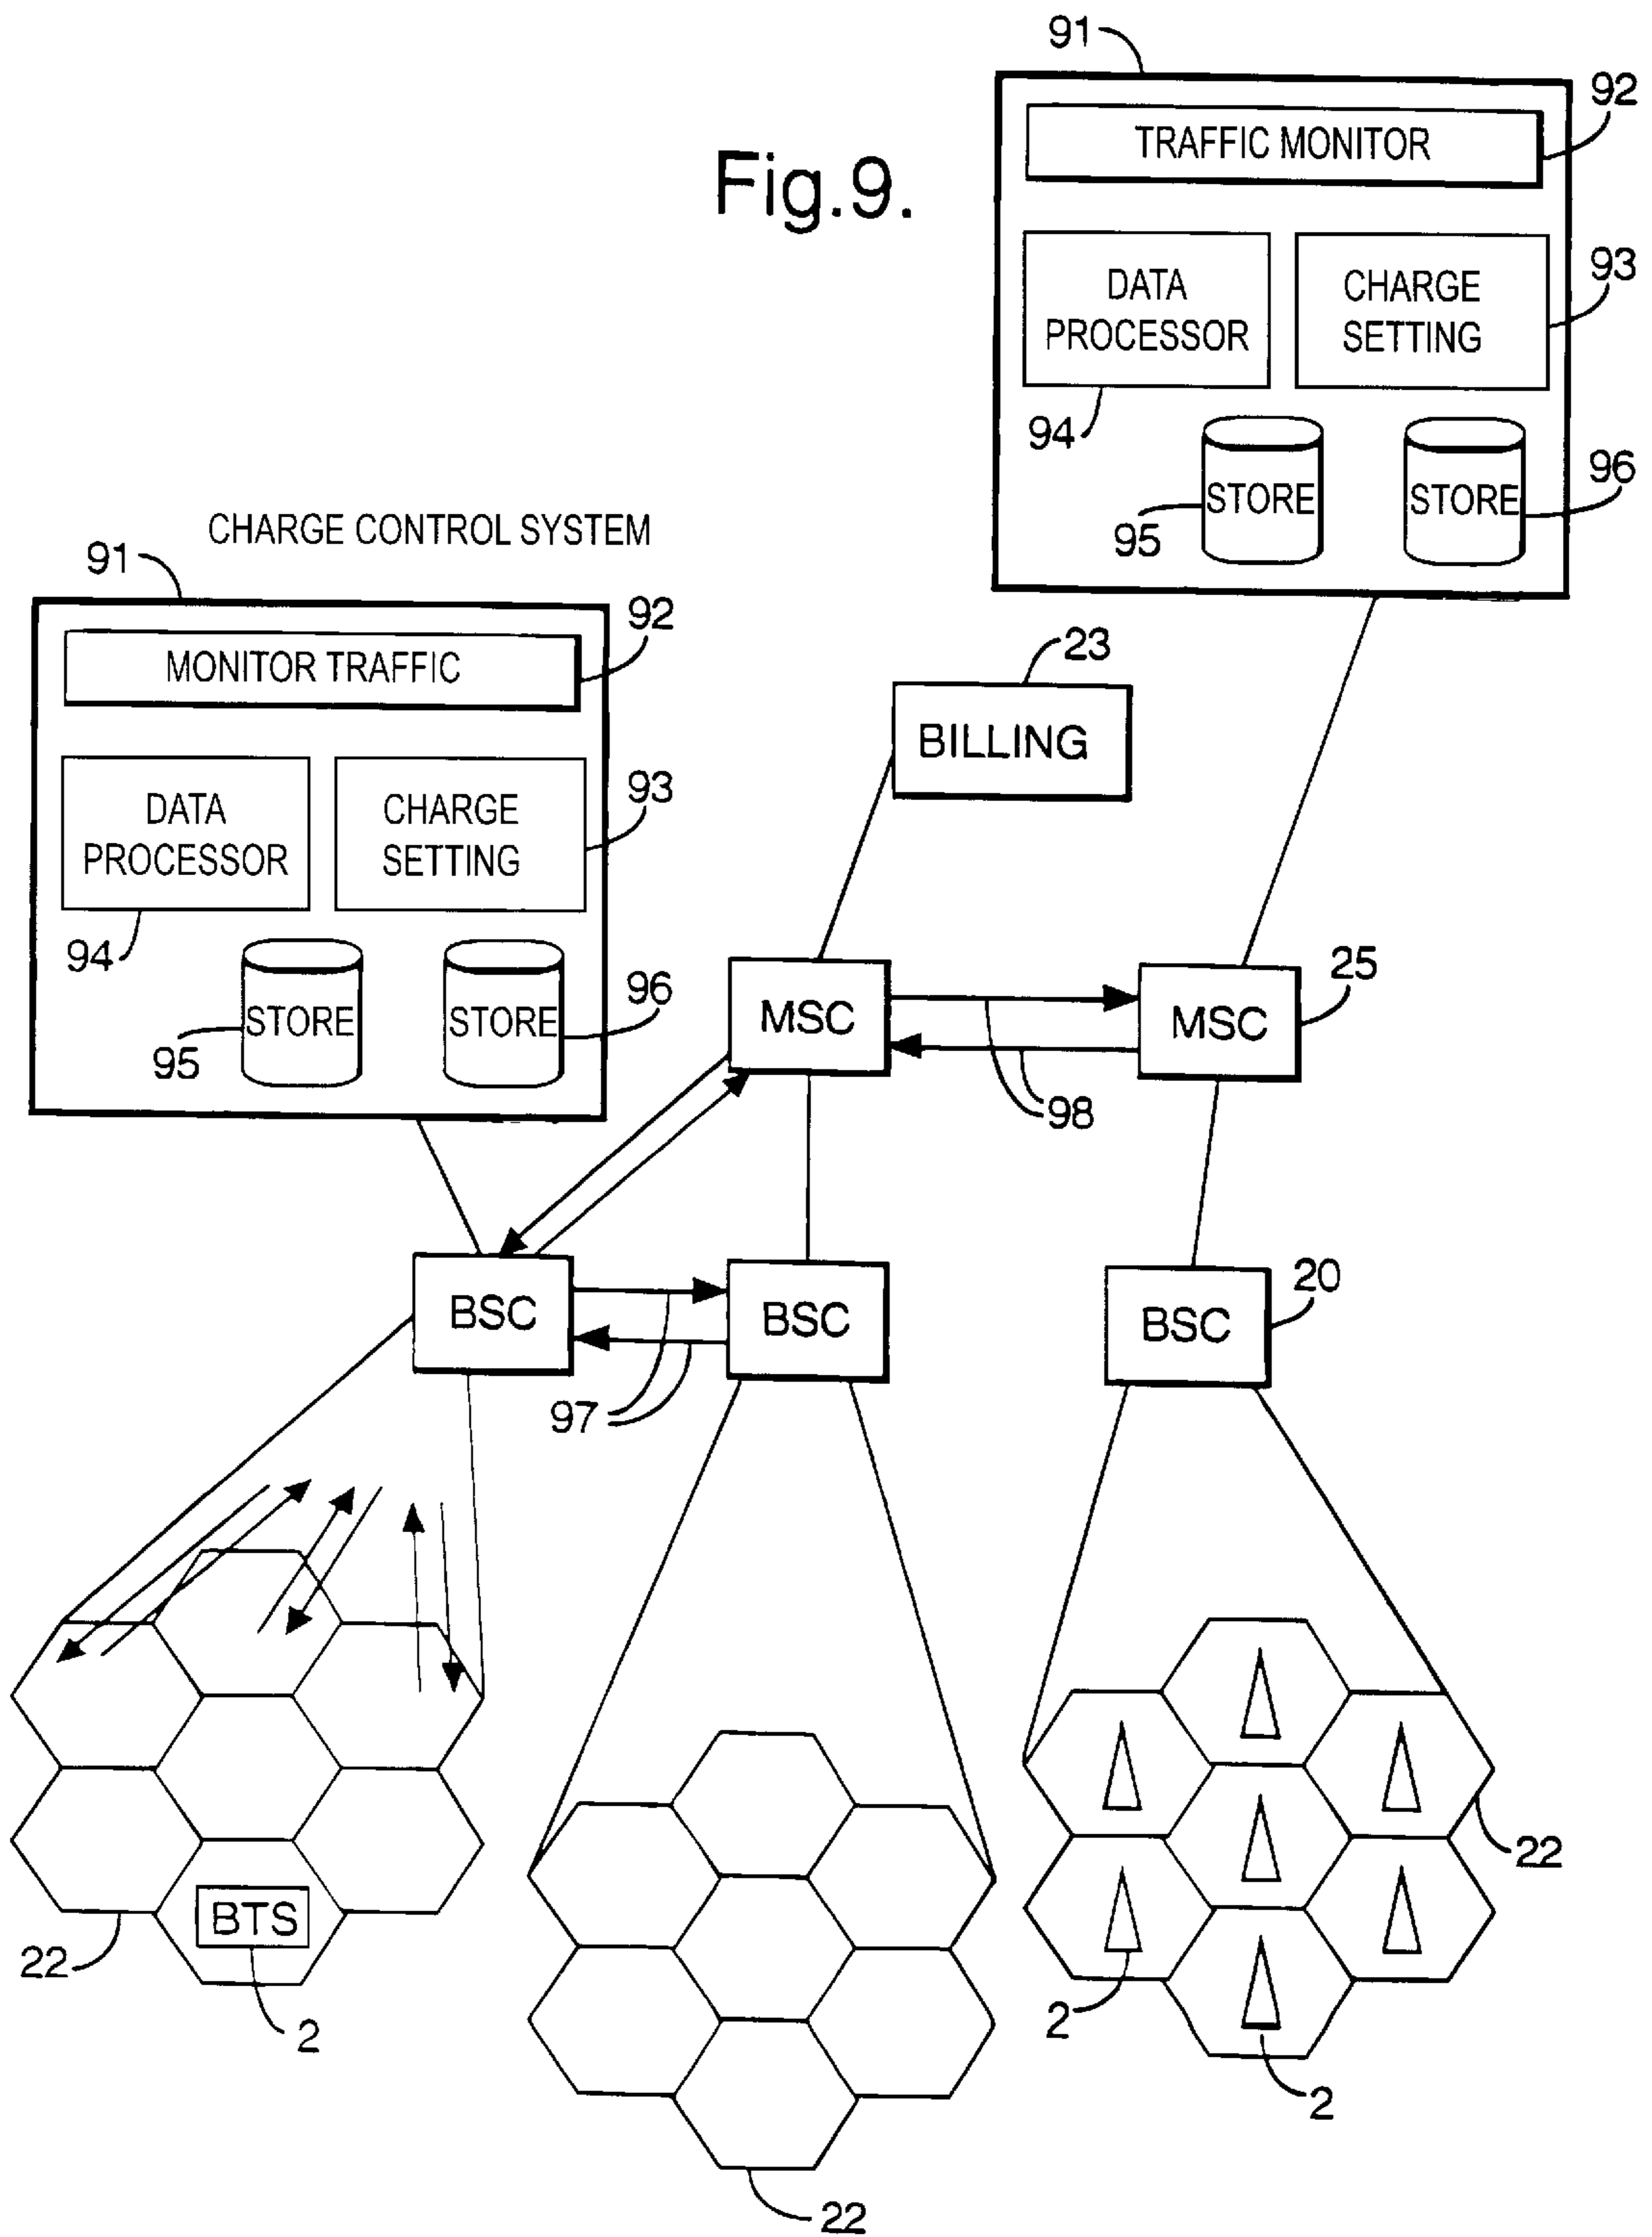 91
92
TRAFFIC MONITOR
Fig.9.
93
DATA
PROCESSOR
CHARGE
SETTING
94
STORE
STORE
96
95
CHARGE CONTROL SYSTEM
91
92
MONITOR TRAFFIC
23
BILLING
DATA
PROCESSOR
CHARGE
SETTING
93
94
STORE
STORE
96
95
MSC
MSC
25
98
BSC
BSC
BSC
20
97
BTS
22
2
22
2
2
22